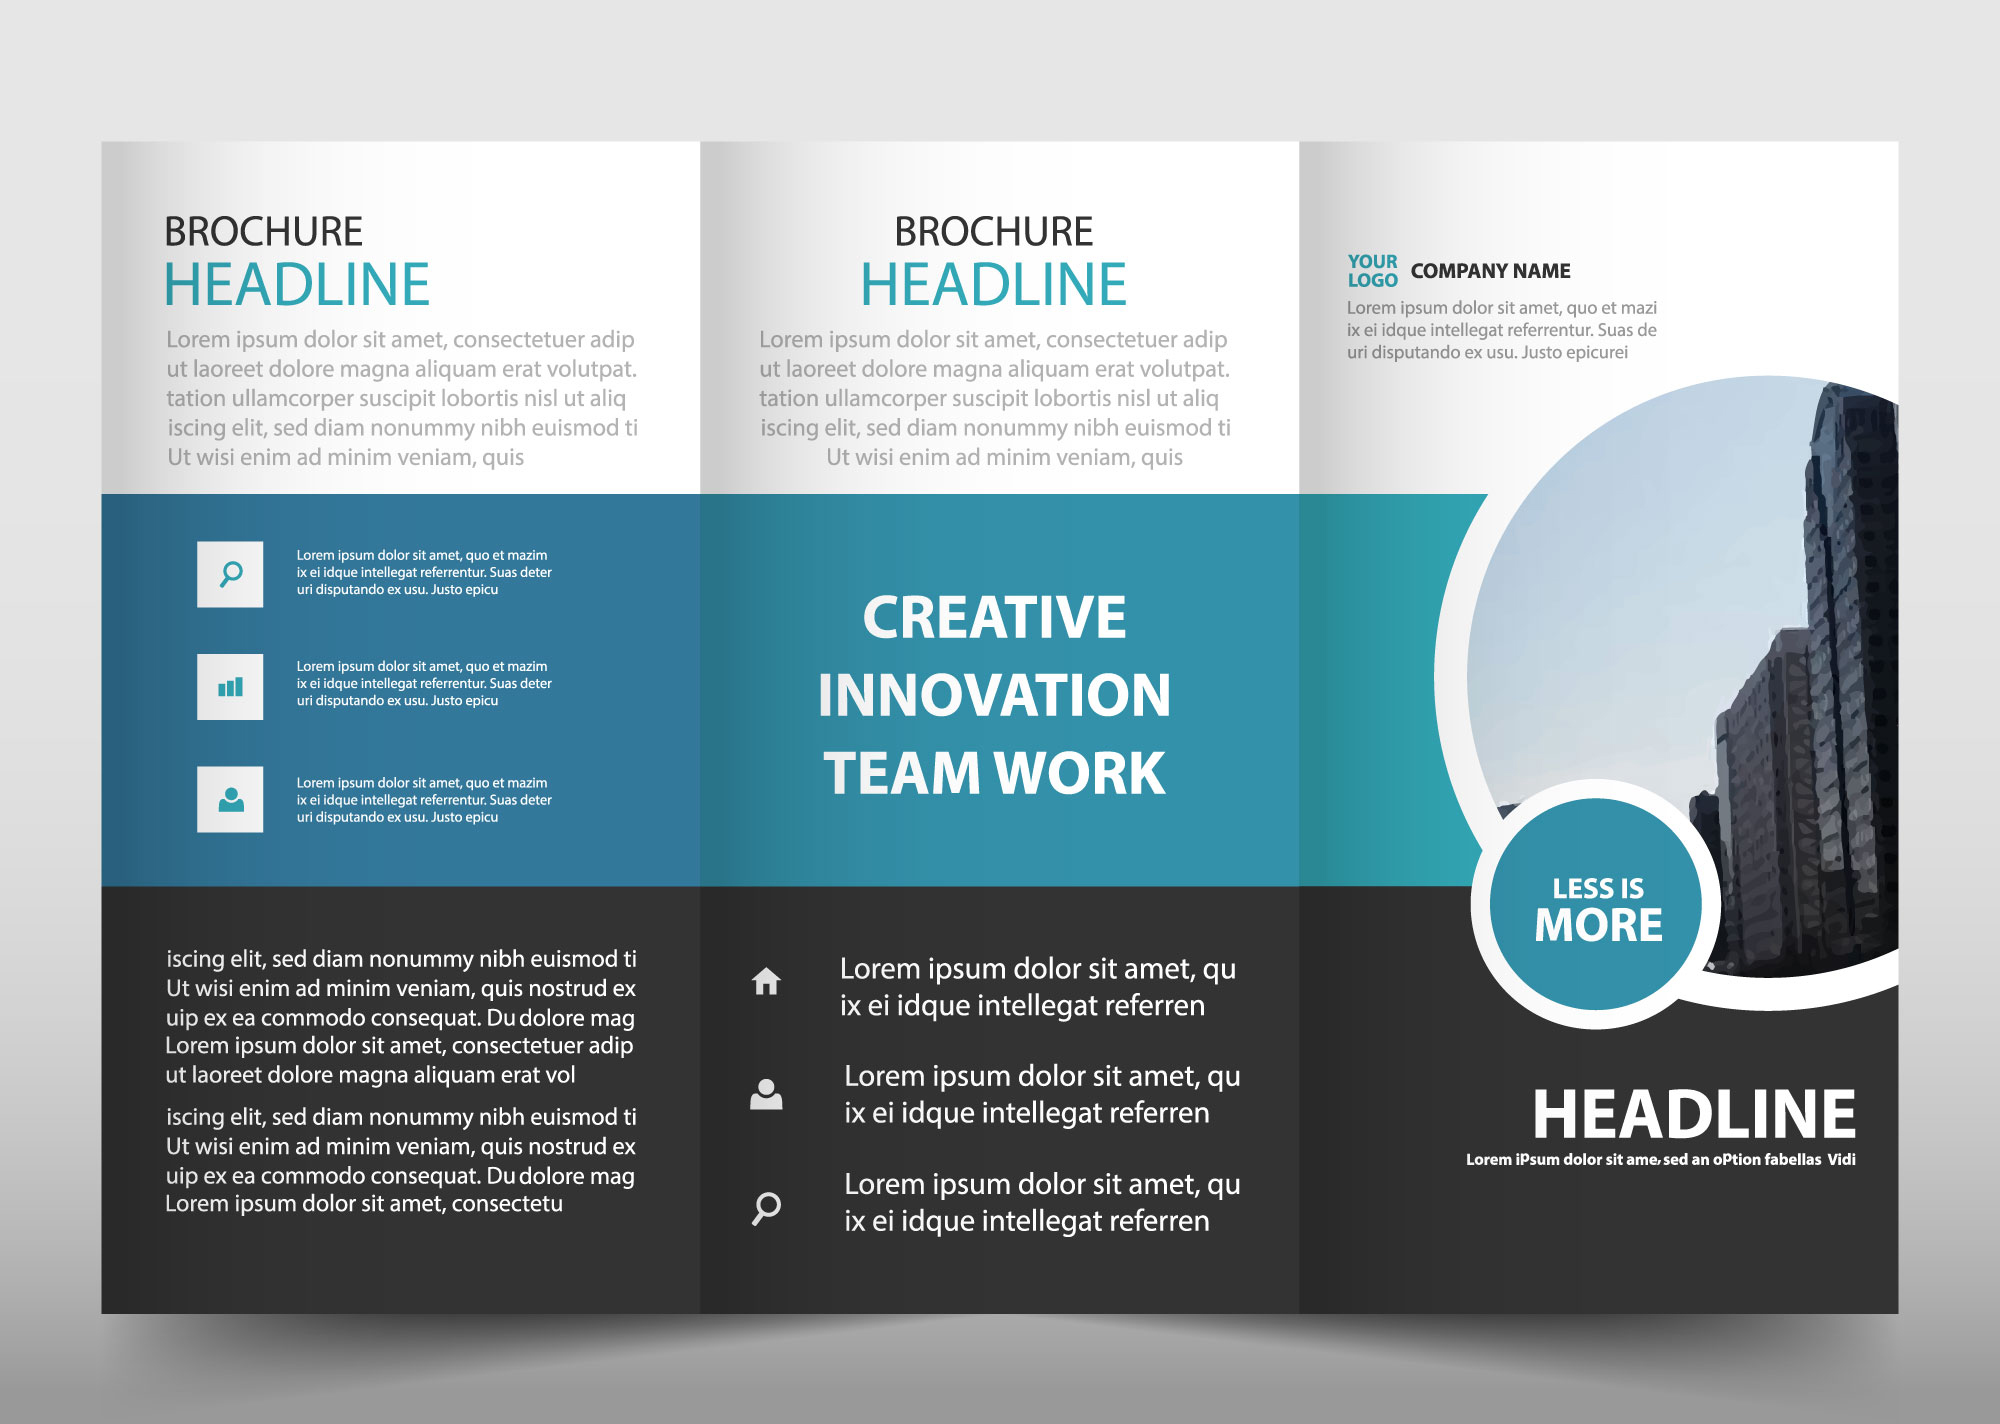 BROCHURE
HEADLINE
Lorem ipsum dolor sit amet, consectetuer adip
ut laoreet dolore magna aliquam erat volutpat.
tation ullamcorper suscipit lobortis nisl ut aliq
iscing elit, sed diam nonummy nibh euismod ti
Ut wisi enim ad minim veniam, quis
Lorem ipsum dolor sit amet, quo et mazim
ix ei idque intellegat referrentur. Suas deter
uri disputando ex usu. Justo epicu
Lorem ipsum dolor sit amet, quo et mazim
ix ei idque intellegat referrentur. Suas deter
uri disputando ex usu. Justo epicu
Lorem ipsum dolor sit amet, quo et mazim
ix ei idque intellegat referrentur. Suas deter
uri disputando ex usu. Justo epicu
iscing elit, sed diam nonummy nibh euismod ti
Ut wisi enim ad minim veniam, quis nostrud ex
uip ex ea commodo consequat. Du dolore mag
Lorem ipsum dolor sit amet, consectetuer adip
ut laoreet dolore magna aliquam erat vol
iscing elit, sed diam nonummy nibh euismod ti
Ut wisi enim ad minim veniam, quis nostrud ex
uip ex ea commodo consequat. Du dolore mag
Lorem ipsum dolor sit amet, consectetu
BROCHURE
HEADLINE
Lorem ipsum dolor sit amet, consectetuer adip
ut laoreet dolore magna aliquam erat volutpat.
tation ullamcorper suscipit lobortis nisl ut aliq
iscing elit, sed diam nonummy nibh euismod ti
Ut wisi enim ad minim veniam, quis
CREATIVE
INNOVATION
TEAM WORK
Lorem ipsum dolor sit amet, qu
ix ei idque intellegat referren
Lorem ipsum dolor sit amet, qu
ix ei idque intellegat referren
Lorem ipsum dolor sit amet, qu
ix ei idque intellegat referren
YOUR
LOGO
COMPANY NAME
Lorem ipsum dolor sit amet, quo et mazi
ix ei idque intellegat referrentur. Suas de
uri disputando ex usu. Justo epicurei
LESS IS
MORE
HEADLINE
Lorem iPsum dolor sit ame, sed an oPtion fabellas Vidi